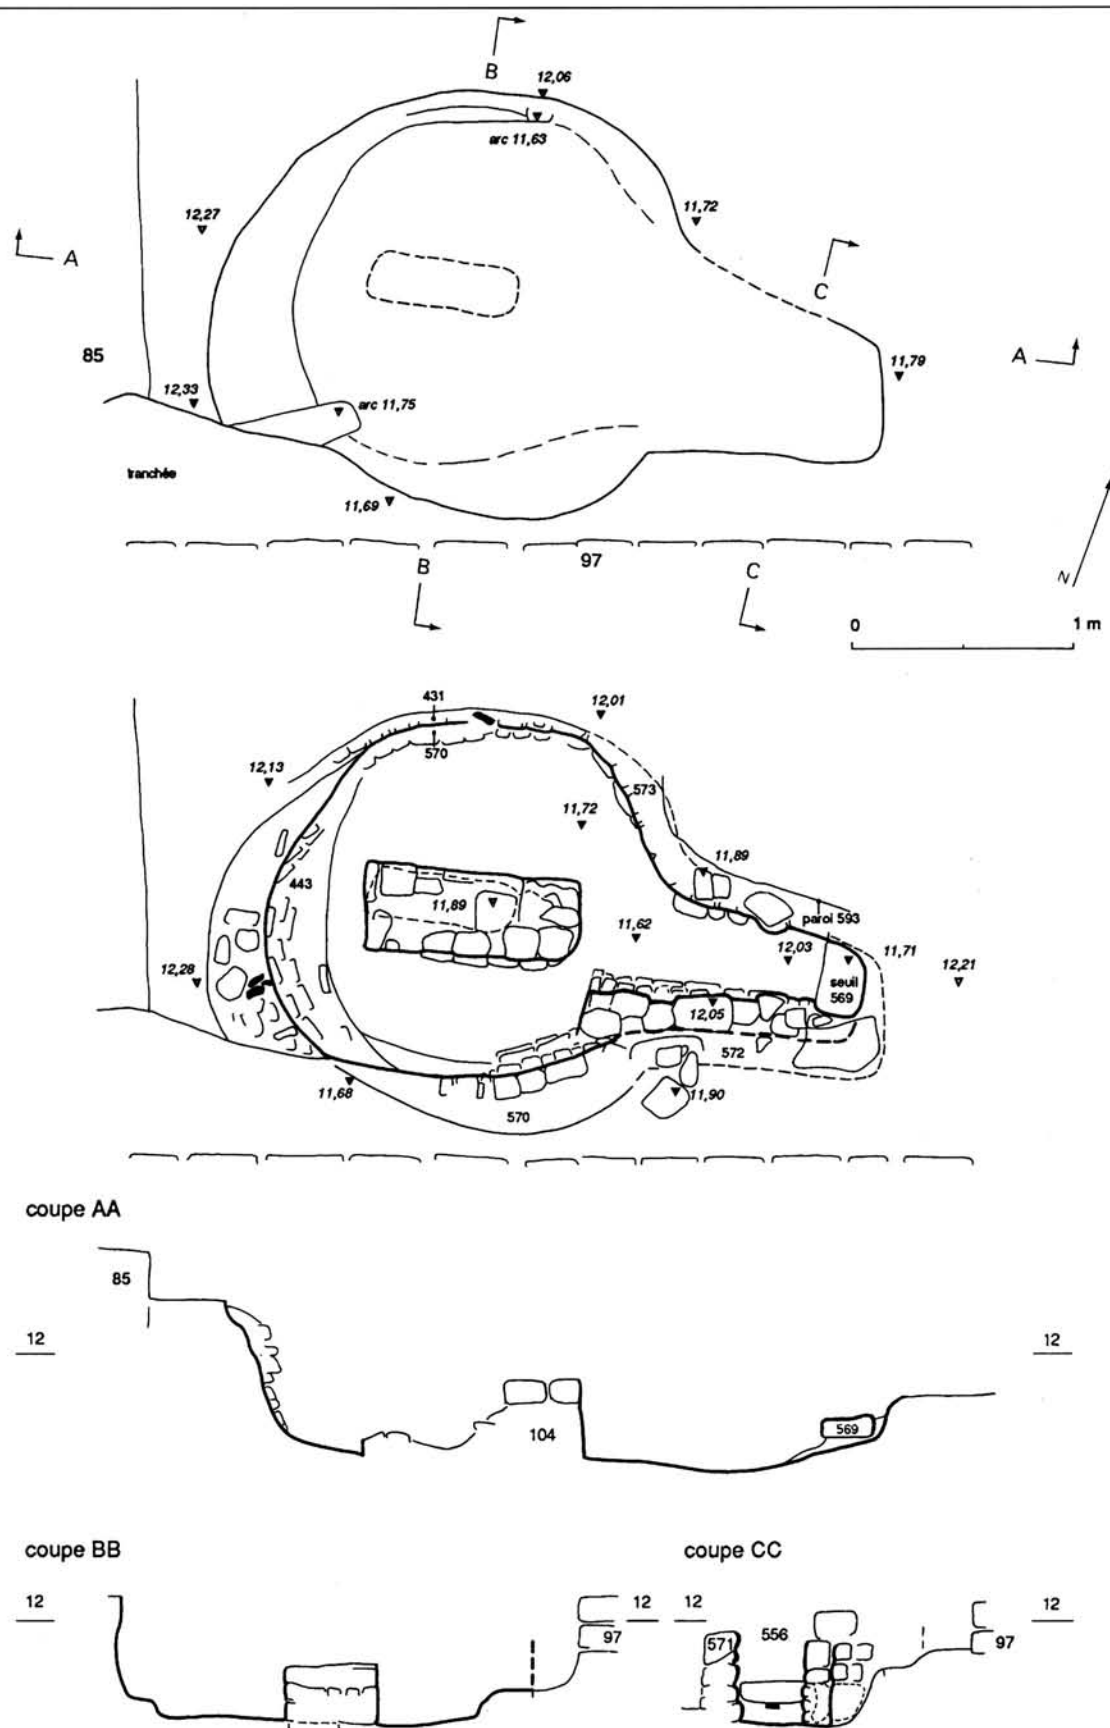 B
12,06
arc 11,63
12,27
11,72
A
C
85
A
11,79
12,33
arc 11,75
tranchée
11,69
97
B
C
N
0 1 m
431
12,01
570
12,13
573
11,72
443
11,89
11,89
paroi 593
11,62
12,03
11,71
12,28
seuil
569
12,21
12,05
572
11,68
11,90
570
coupe AA
85
12 12
104
569
coupe BB coupe CC
12 12 12 12
97 571 556 97